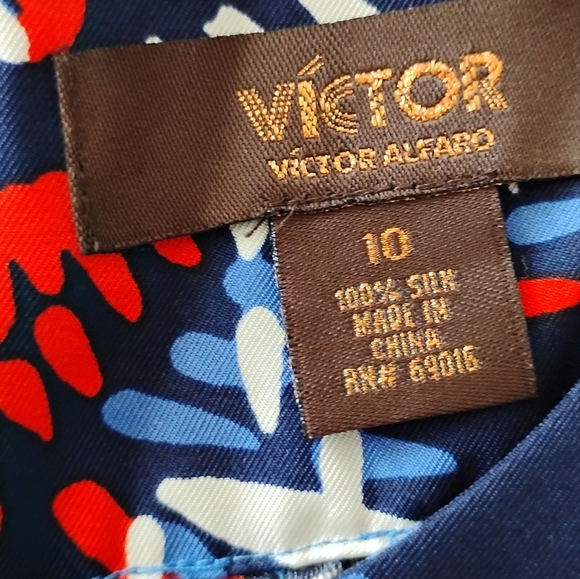 VÍCTOR
VÍCTOR ALFARO
10
100% SILK
MADE IN
CHINA
RN# 69016